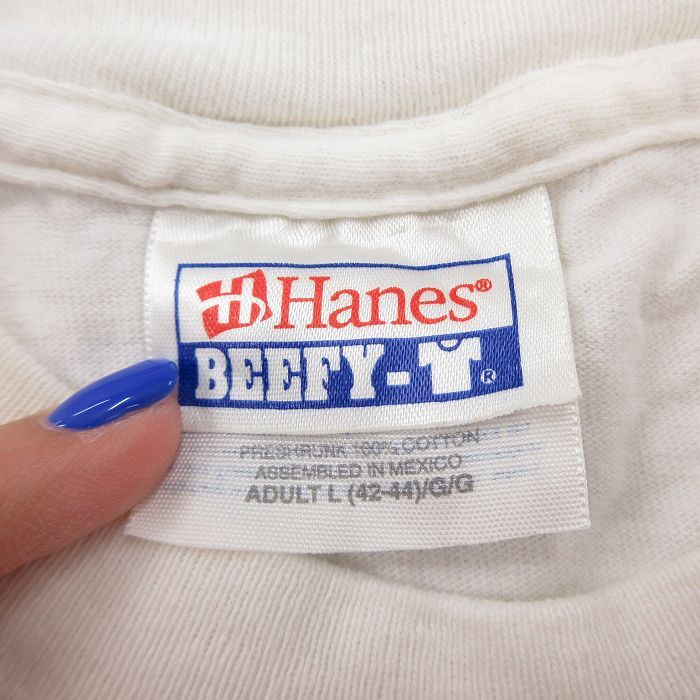 Hanes®
BEEFY-T®
PRESHRUNK 100% COTTON
ASSEMBLED IN MEXICO
ADULT L (42-44)/G/G